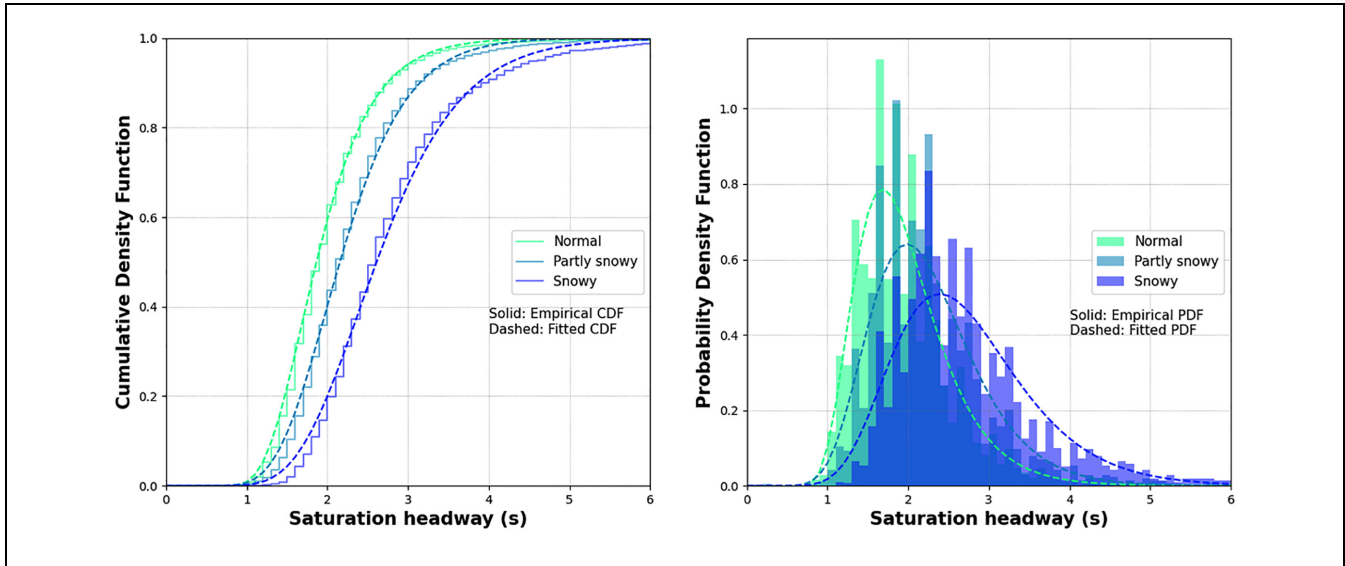 Cumulative Density Function
1.0
0.8
0.6
0.4
0.2
0.0
0 1 2 3 4 5 6
Saturation headway (s)
Normal
Partly snowy
Snowy
Solid: Empirical CDF
Dashed: Fitted CDF
Probability Density Function
1.0
0.8
0.6
0.4
0.2
0.0
0 1 2 3 4 5 6
Saturation headway (s)
Normal
Partly snowy
Snowy
Solid: Empirical PDF
Dashed: Fitted PDF